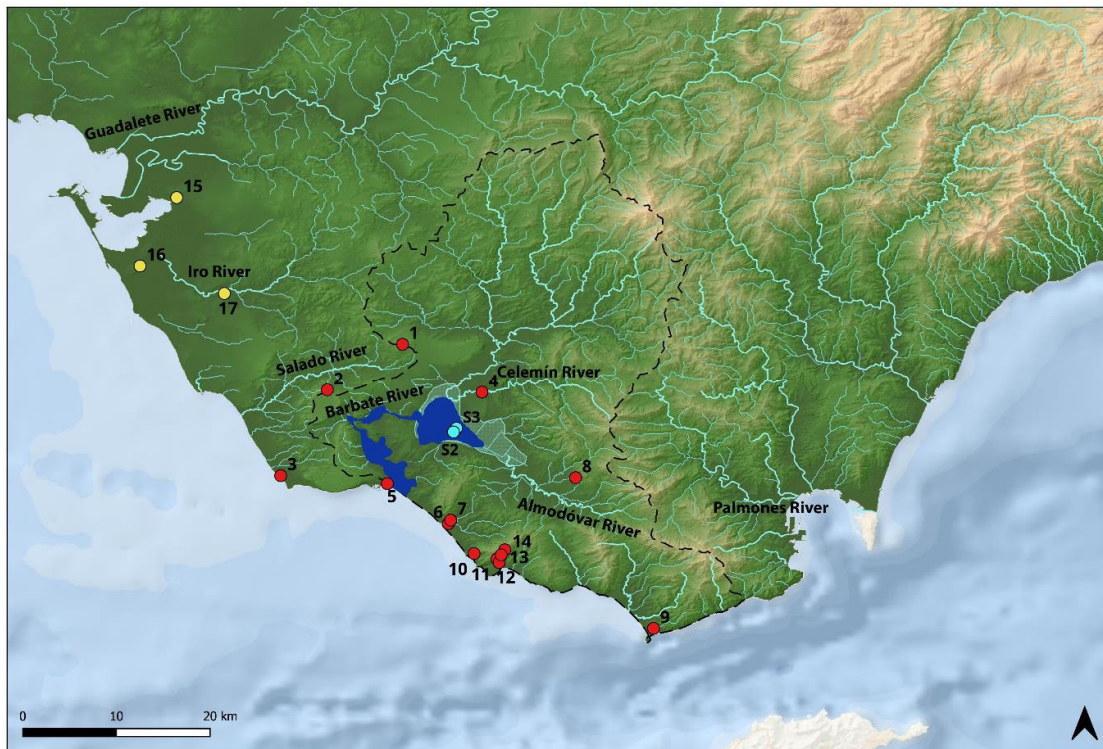 Guadalete River
15
16
Iro River
17
1
Salado River
2
4
Celemín River
Barbate River
S3
S2
3
8
5
Almodóvar River
Palmones River
7
6
14
13
10
11
12
9
0 10 20 km